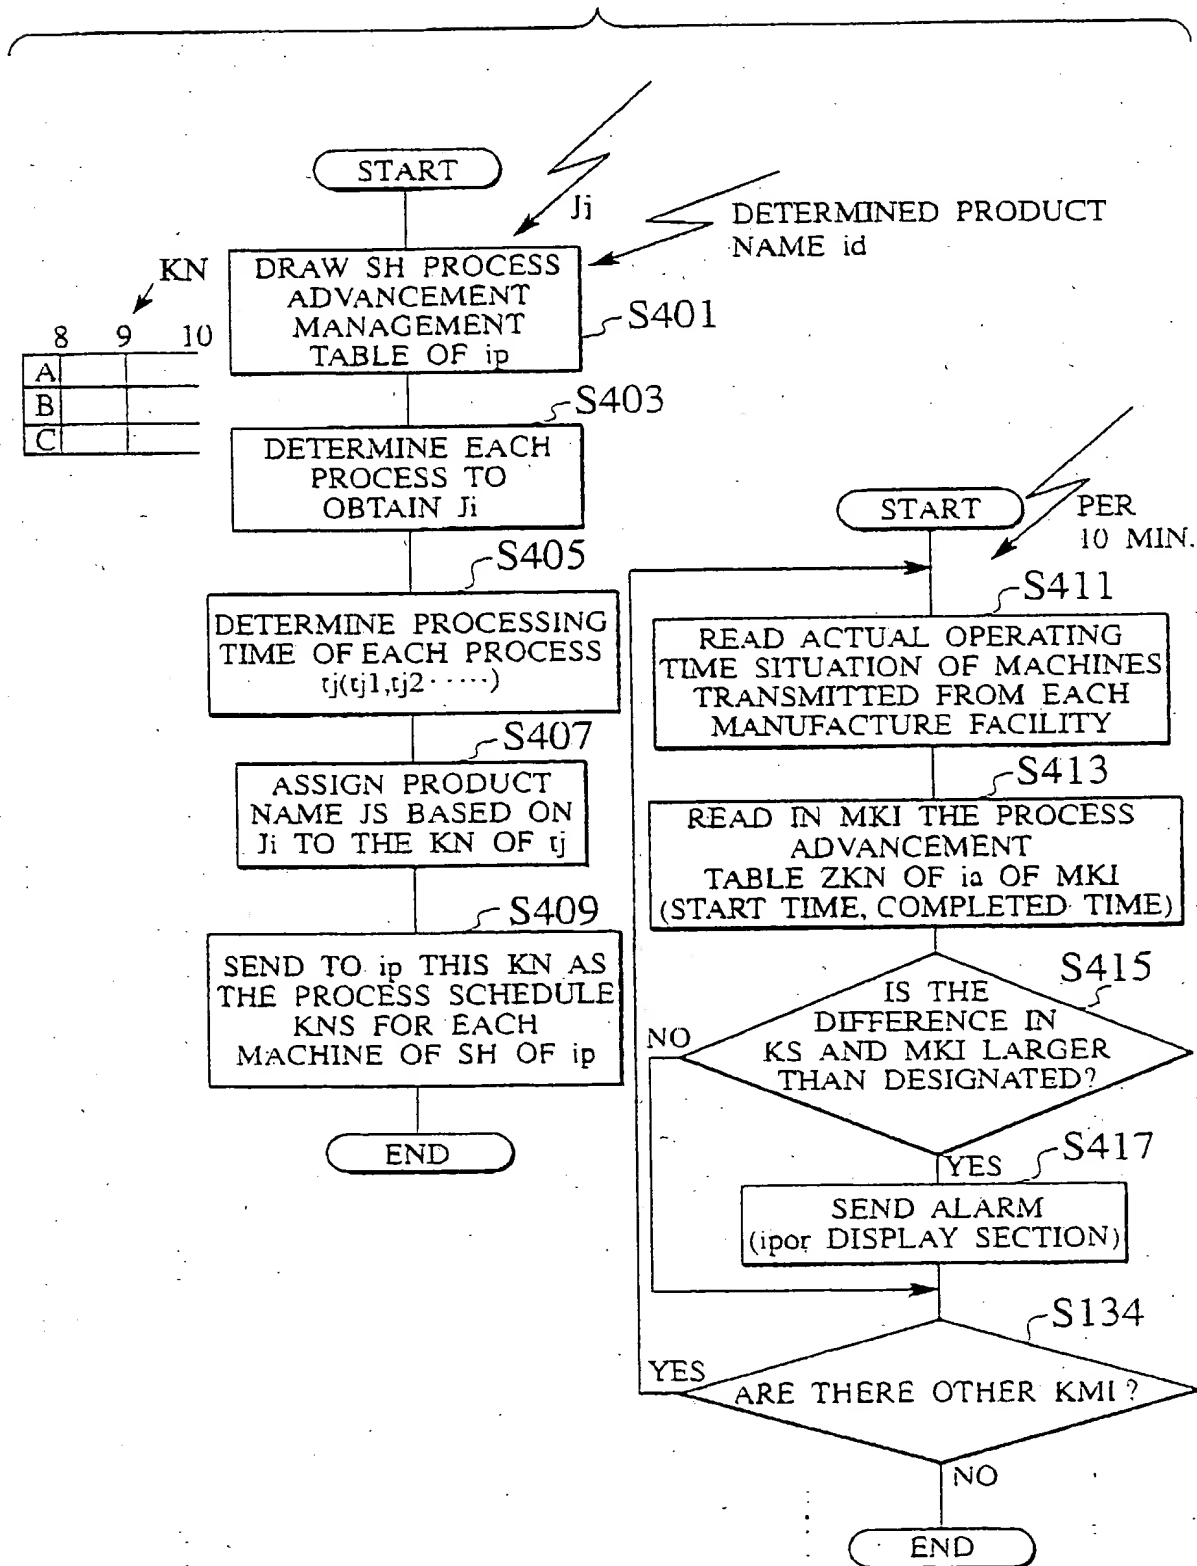 START
Ji
DETERMINED PRODUCT
NAME id
KN
8 9 10
A
B
C
DRAW SH PROCESS
ADVANCEMENT
MANAGEMENT
TABLE OF ip
S401
S403
DETERMINE EACH
PROCESS TO
OBTAIN Ji
S405
DETERMINE PROCESSING
TIME OF EACH PROCESS
tj(tj1,tj2·····)
S407
ASSIGN PRODUCT
NAME JS BASED ON
Ji TO THE KN OF tj
S409
SEND TO ip THIS KN AS
THE PROCESS SCHEDULE
KNS FOR EACH
MACHINE OF SH OF ip
END
START
PER
10 MIN.
S411
READ ACTUAL OPERATING
TIME SITUATION OF MACHINES
TRANSMITTED FROM EACH
MANUFACTURE FACILITY
S413
READ IN MKI THE PROCESS
ADVANCEMENT
TABLE ZKN OF ia OF MKI
(START TIME, COMPLETED TIME)
S415
IS THE
DIFFERENCE IN
KS AND MKI LARGER
THAN DESIGNATED?
NO
YES
S417
SEND ALARM
(ipor DISPLAY SECTION)
S134
YES
ARE THERE OTHER KMI?
NO
END